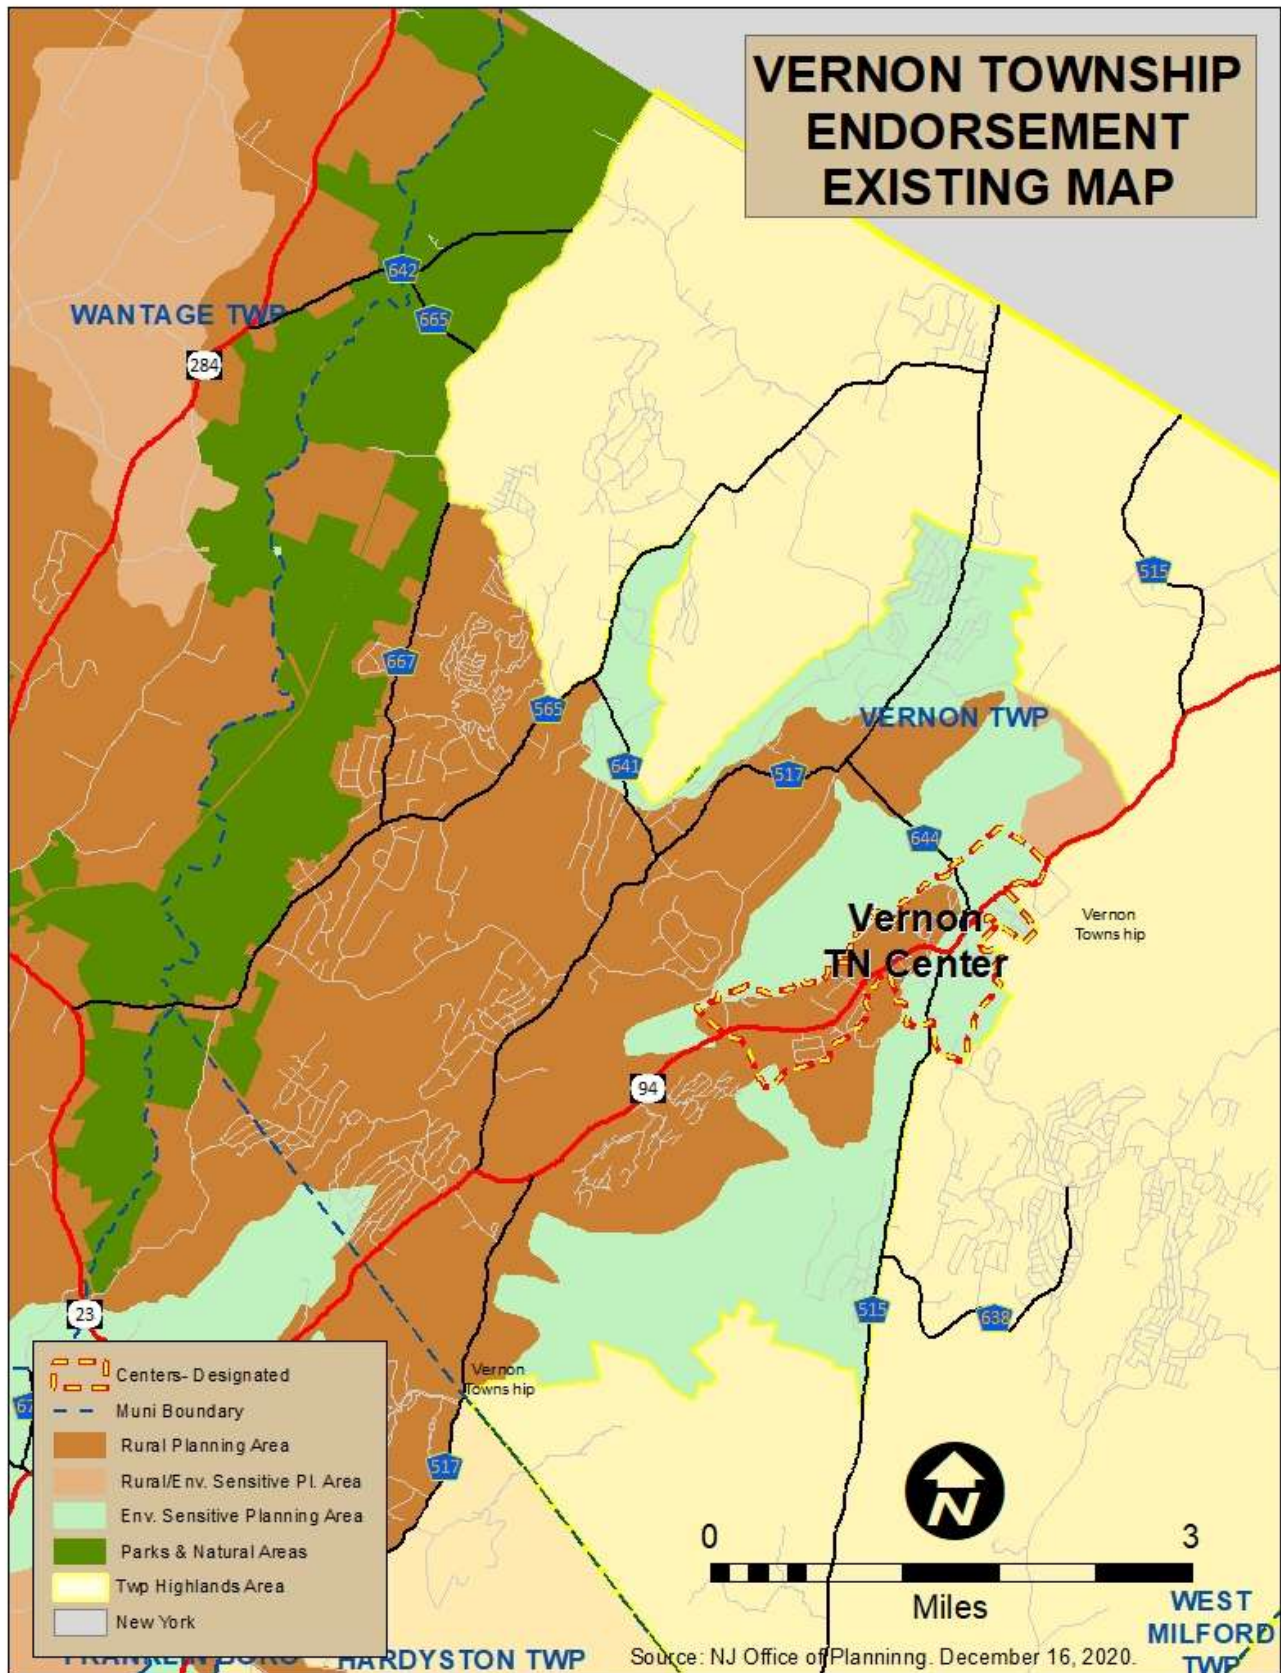 VERNON TOWNSHIP
ENDORSEMENT
EXISTING MAP
642
WANTAGE TWP
665
284
515
667
565
VERNON TWP
641
517
644
Vernon
TN Center
Vernon
Towns hip
94
23
515
638
Vernon
Towns hip
517
Centers- Designated
Muni Boundary
Rural Planning Area
Rural/Env. Sensitive Pl. Area
Env. Sensitive Planning Area
Parks & Natural Areas
Twp Highlands Area
New York
N
0 3
Miles
WEST
MILFORD
TWP
FRANKLIN BORO
HARDYSTON TWP
Source: NJ Office of Planninng. December 16, 2020.